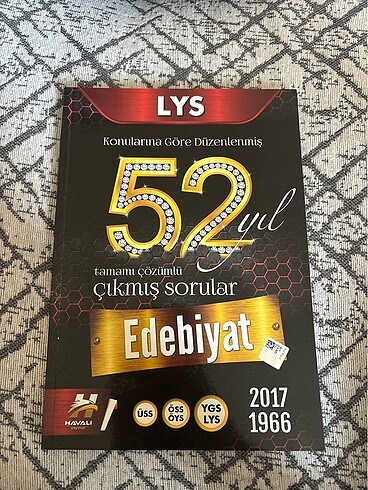 LYS
Konularına Göre Düzenlenmiş
52 yıl
tamamı çözümlü
çıkmış sorular
Edebiyat
HAVALI
ÜSS
ÖSS
ÖYS
YGS
LYS
2017
1966